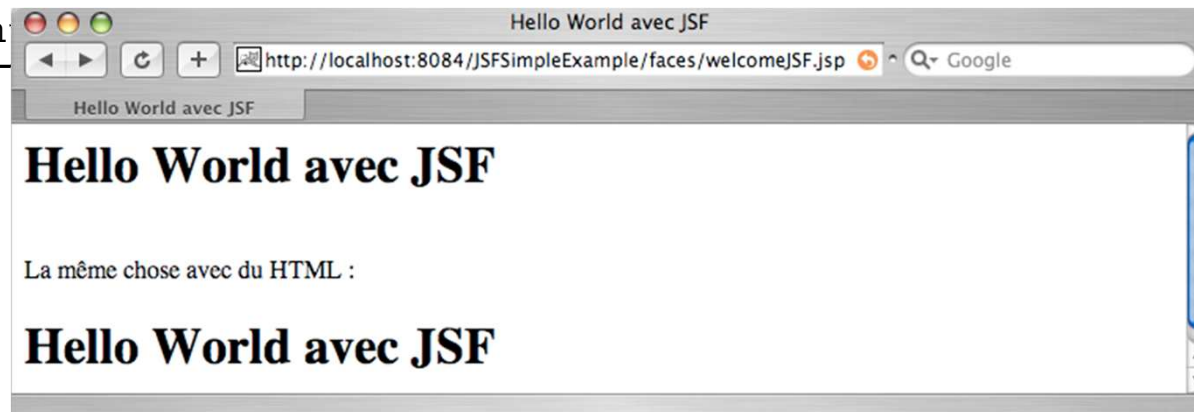 Hello World avec JSF
http://localhost:8084/JSFSimpleExample/faces/welcomeJSF.jsp
Google
Hello World avec JSF
Hello World avec JSF
La même chose avec du HTML :
Hello World avec JSF